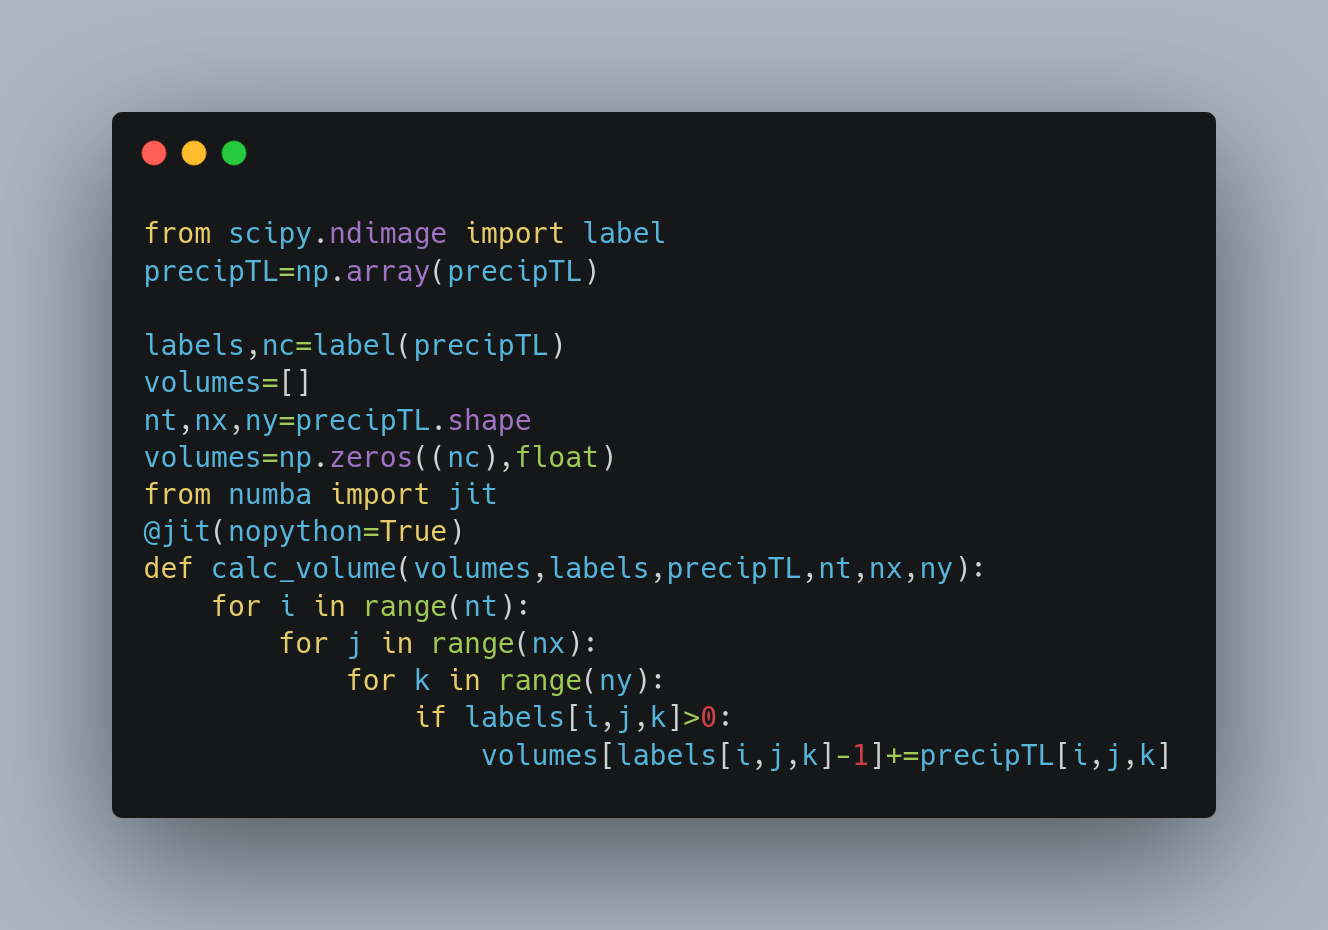 from scipy.ndimage import label
precipTL=np.array(precipTL)

labels,nc=label(precipTL)
volumes=[]
nt,nx,ny=precipTL.shape
volumes=np.zeros((nc),float)
from numba import jit
@jit(nopython=True)
def calc_volume(volumes,labels,precipTL,nt,nx,ny):
    for i in range(nt):
        for j in range(nx):
            for k in range(ny):
                if labels[i,j,k]>0:
                    volumes[labels[i,j,k]-1]+=precipTL[i,j,k]